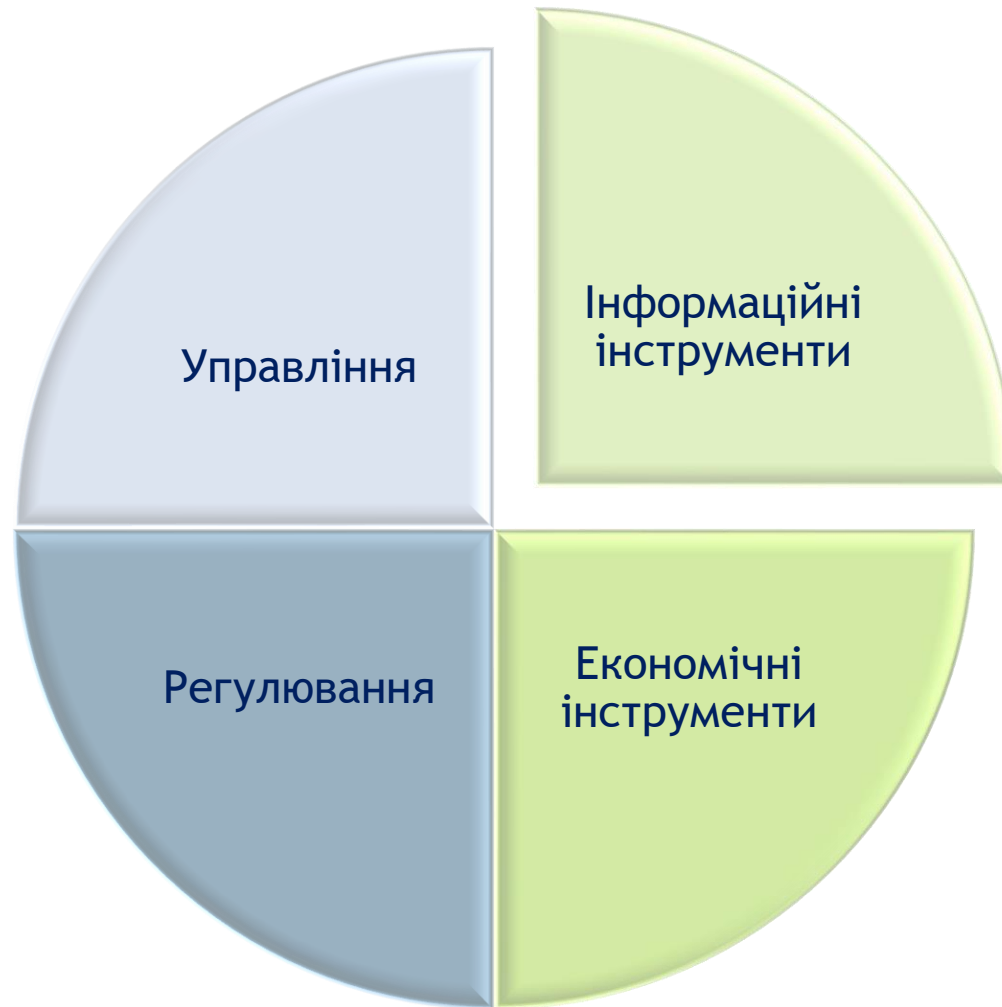 Управління
Інформаційні
інструменти
Регулювання
Економічні
інструменти